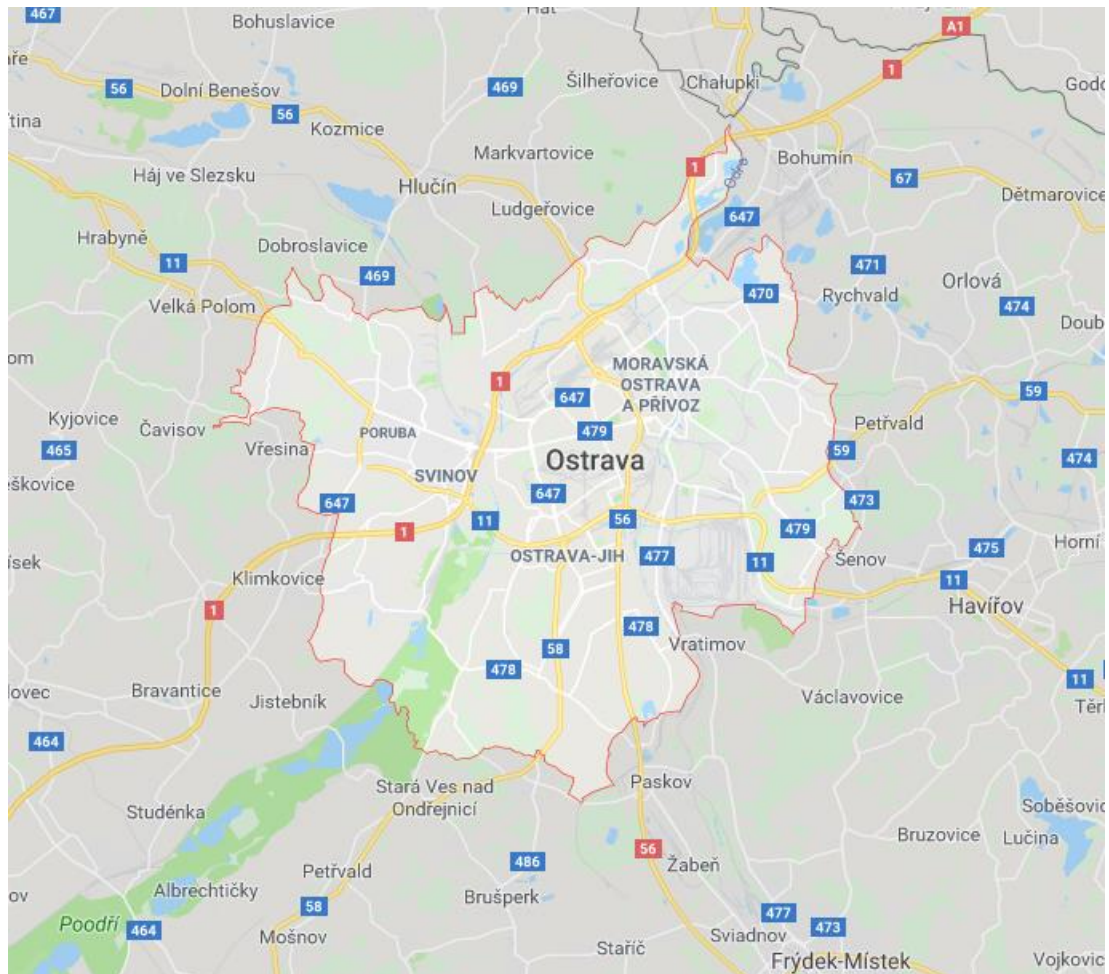 467
Bohuslavice
Hať
A1
1
56
Dolní Benešov
469
Šilheřovice
Chałupki
56
Kozmice
Markvartovice
1
Bohumín
Háj ve Slezsku
Hlučín
67
Dětmarovice
Ludgeřovice
Odra
647
Hrabyně
11
Dobroslavice
469
471
Orlová
470
Rychvald
474
Velká Polom
MORAVSKÁ
OSTRAVA
A PŘÍVOZ
1
647
59
Kyjovice
Čavisov
PORUBA
479
Petřvald
465
Vřesina
59
474
Ostrava
SVINOV
647
647
473
11
56
479
1
475
Horní
OSTRAVA-JIH
477
11
Šenov
Klimkovice
11
Havířov
1
478
58
Vratimov
478
11
Bravantice
Jistebník
Václavovice
464
Stará Ves nad
Ondřejnicí
Paskov
Studénka
Soběšovic
Bruzovice
Lučina
56
486
Žabeň
Petřvald
Albrechtičky
Brušperk
58
Poodří
464
477
473
Mošnov
Staříč
Sviadnov
Frýdek-Místek
Vojkovic